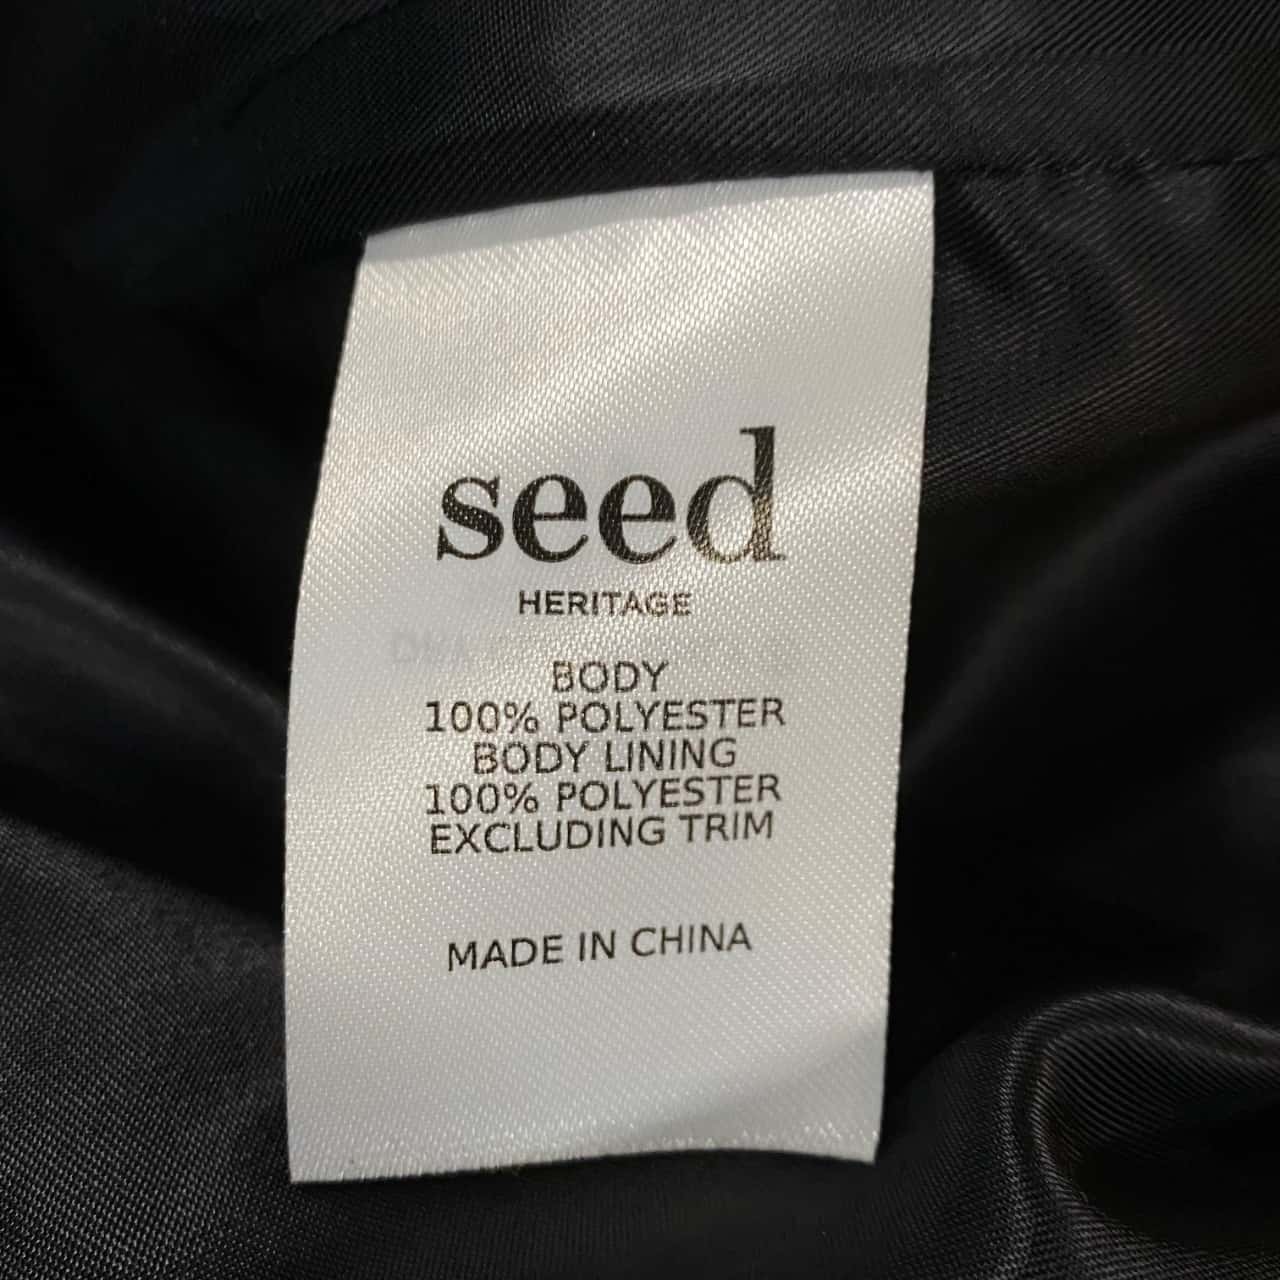 seed
HERITAGE
BODY
100% POLYESTER
BODY LINING
100% POLYESTER
EXCLUDING TRIM
MADE IN CHINA